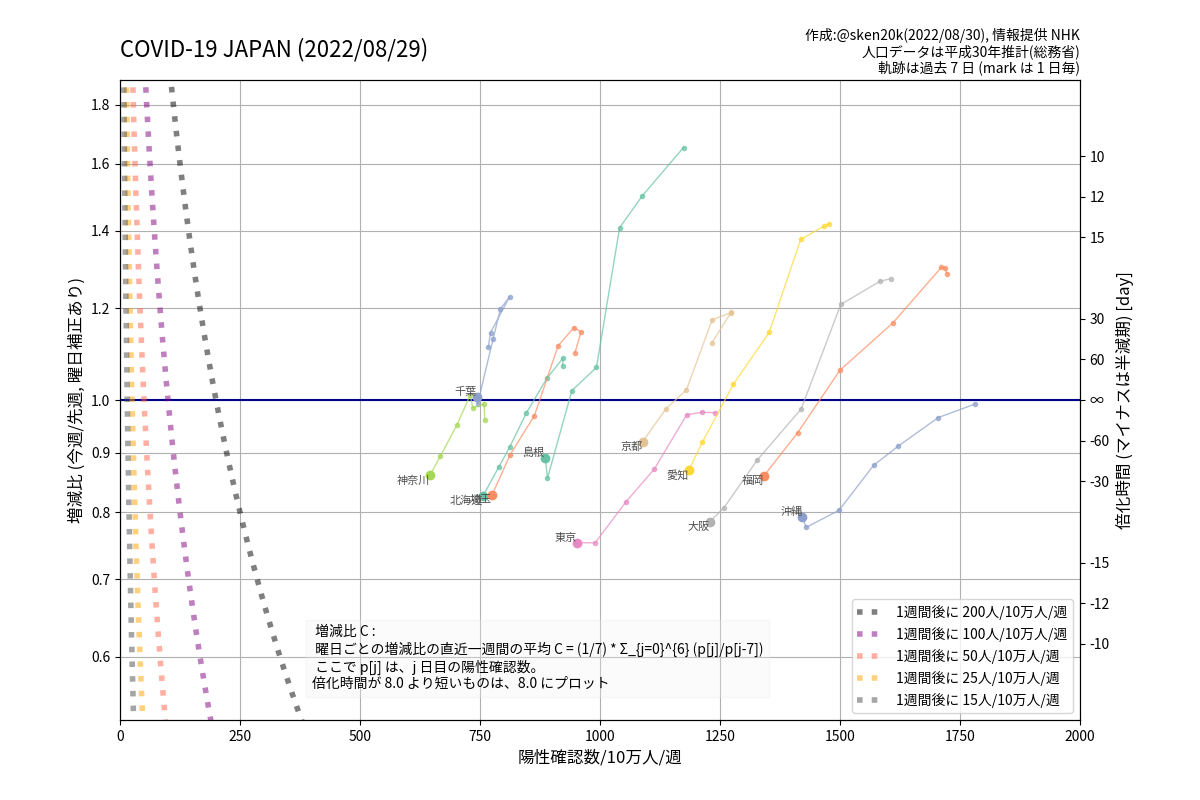 COVID-19 JAPAN (2022/08/29)
作成:@sken20k(2022/08/30), 情報提供 NHK
人口データは平成30年推計(総務省)
軌跡は過去 7 日 (mark は 1 日毎)
増減比 (今週/先週, 曜日補正あり)
1.8
1.6
1.4
1.2
1.0
0.9
0.8
0.7
0.6
10
12
15
30
60
∞
-60
-30
-15
-12
-10
倍化時間 (マイナスは半減期) [day]
千葉
神奈川
北海道
島根
京都
愛知
福岡
東京
大阪
沖縄
増減比 C :
曜日ごとの増減比の直近一週間の平均 C = (1/7) * Σ_{j=0}^{6} (p[j]/p[j-7])
ここで p[j] は、j 日目の陽性確認数。
倍化時間が 8.0 より短いものは、8.0 にプロット
1週間後に 200人/10万人/週
1週間後に 100人/10万人/週
1週間後に 50人/10万人/週
1週間後に 25人/10万人/週
1週間後に 15人/10万人/週
0 250 500 750 1000 1250 1500 1750 2000
陽性確認数/10万人/週